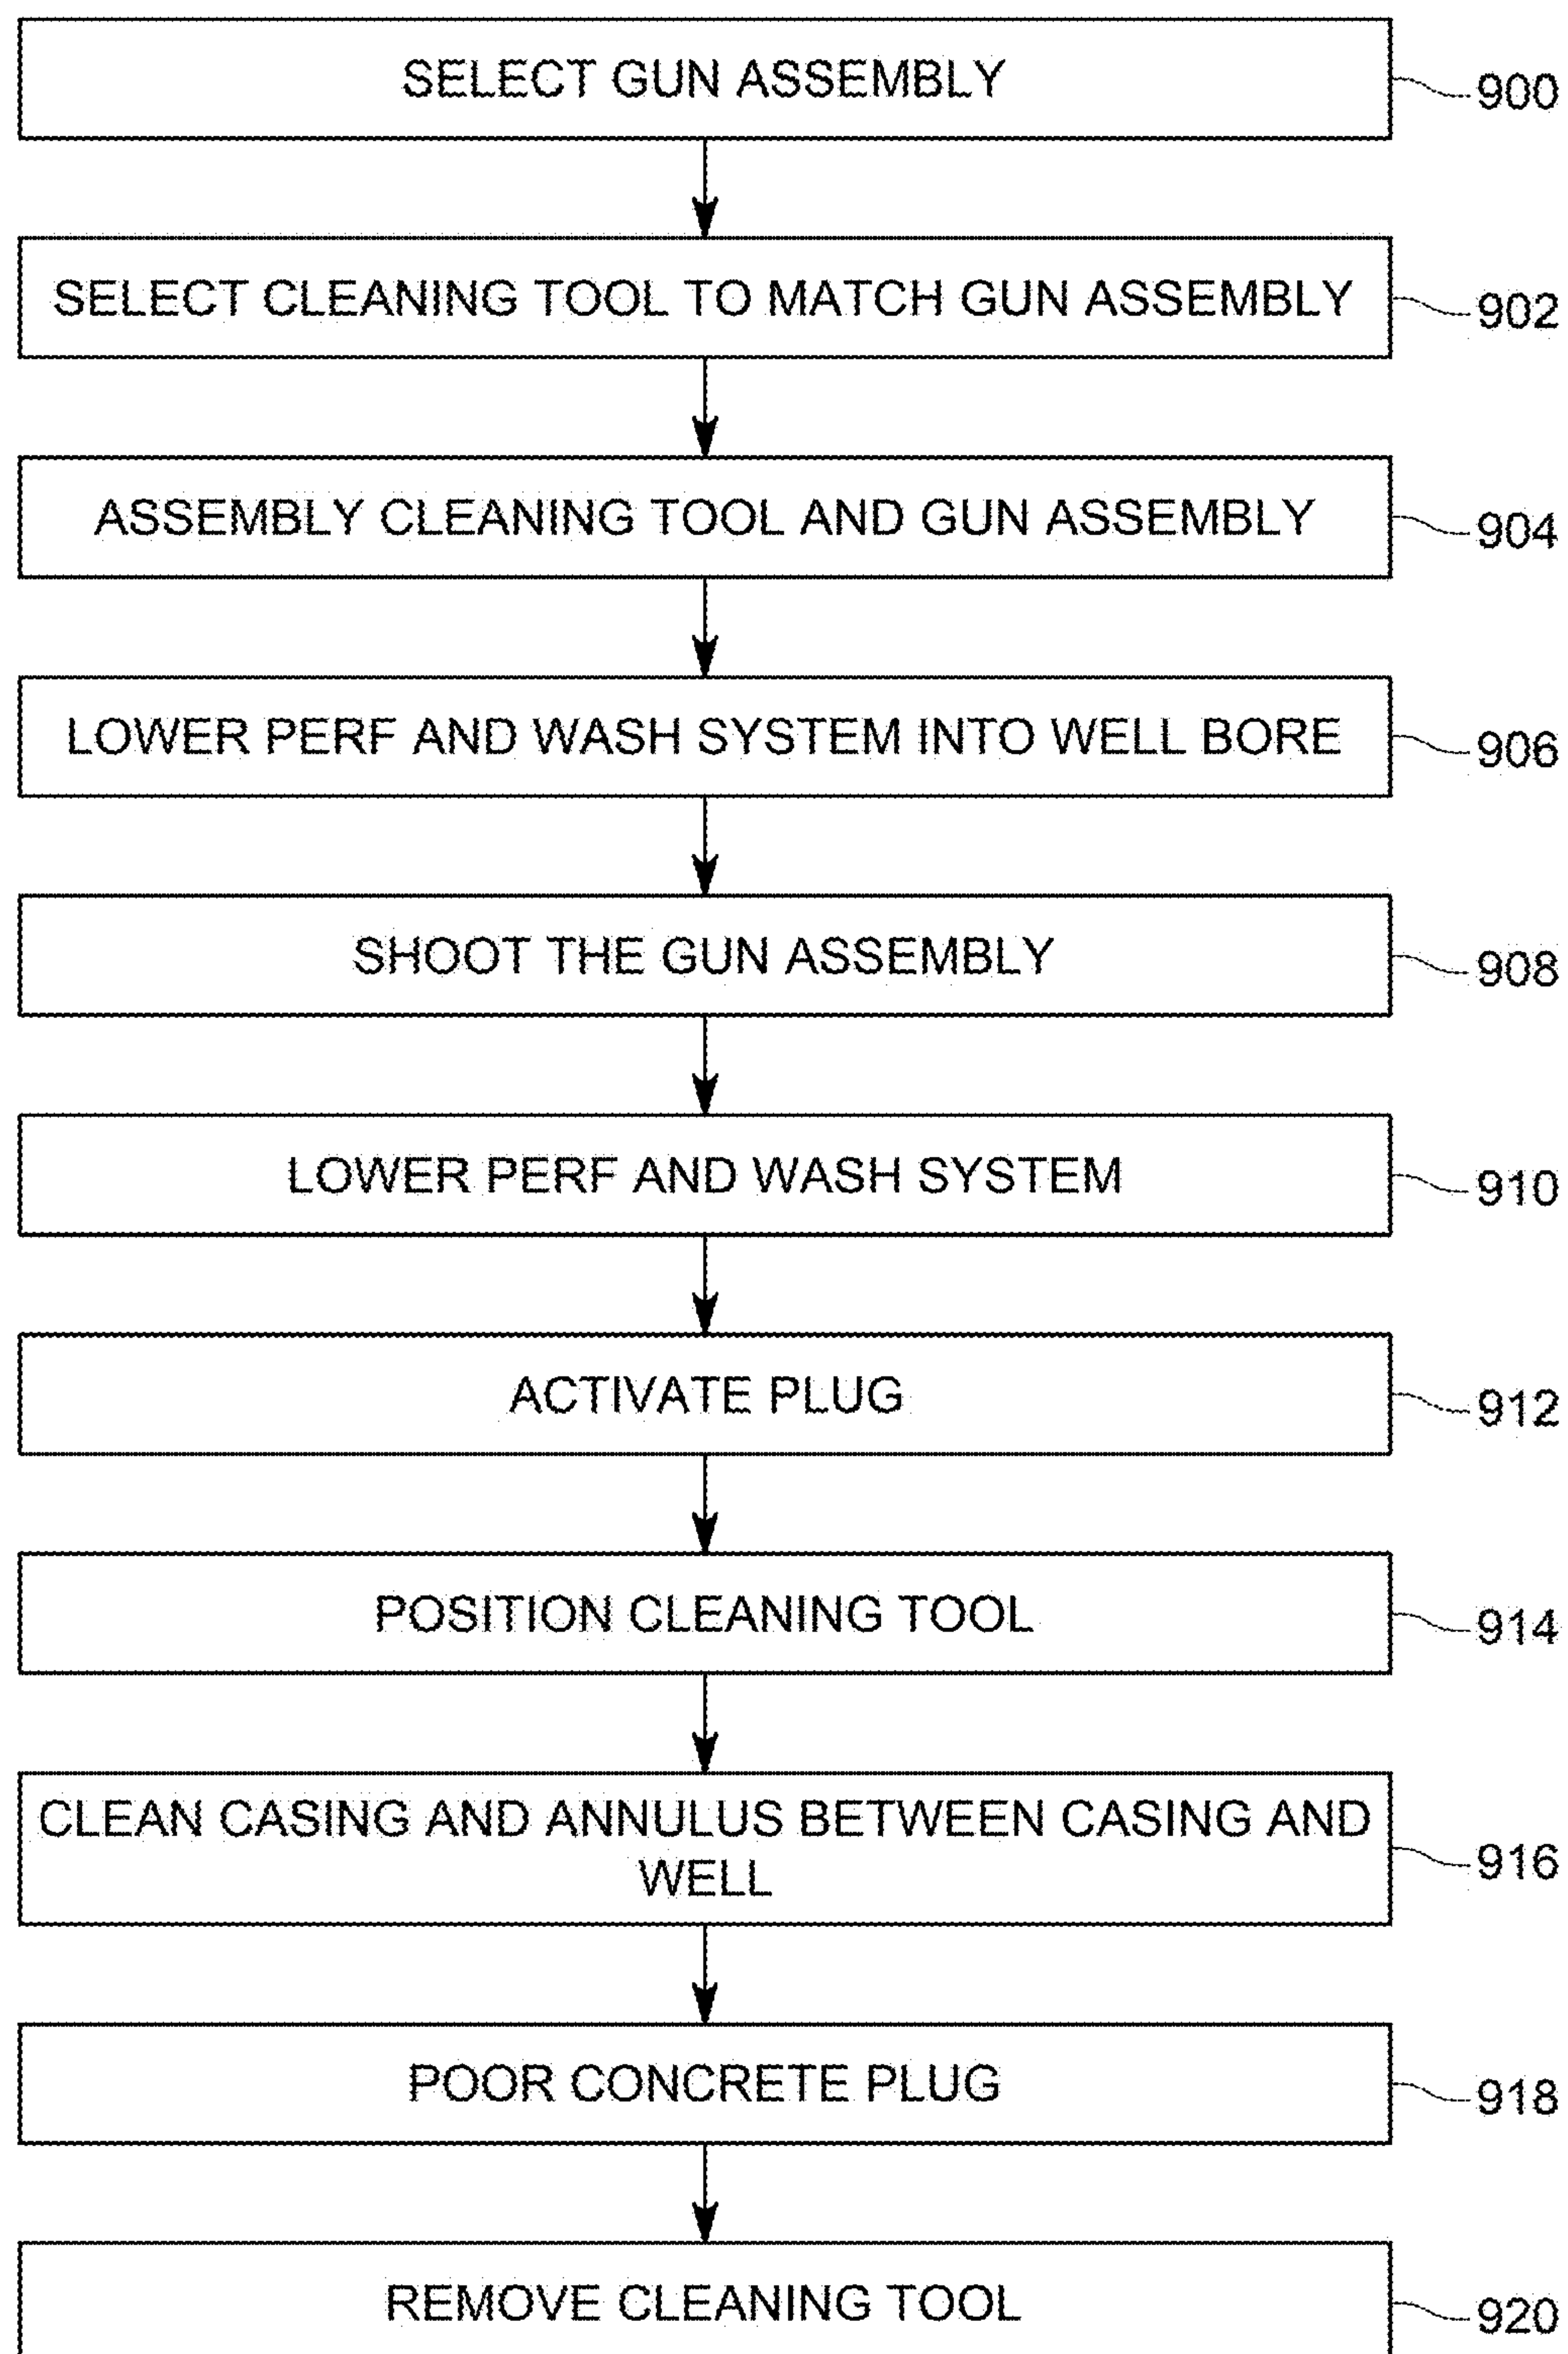 SELECT GUN ASSEMBLY
900
SELECT CLEANING TOOL TO MATCH GUN ASSEMBLY
902
ASSEMBLY CLEANING TOOL AND GUN ASSEMBLY
904
LOWER PERF AND WASH SYSTEM INTO WELL BORE
906
SHOOT THE GUN ASSEMBLY
908
LOWER PERF AND WASH SYSTEM
910
ACTIVATE PLUG
912
POSITION CLEANING TOOL
914
CLEAN CASING AND ANNULUS BETWEEN CASING AND
WELL
916
POOR CONCRETE PLUG
918
REMOVE CLEANING TOOL
920